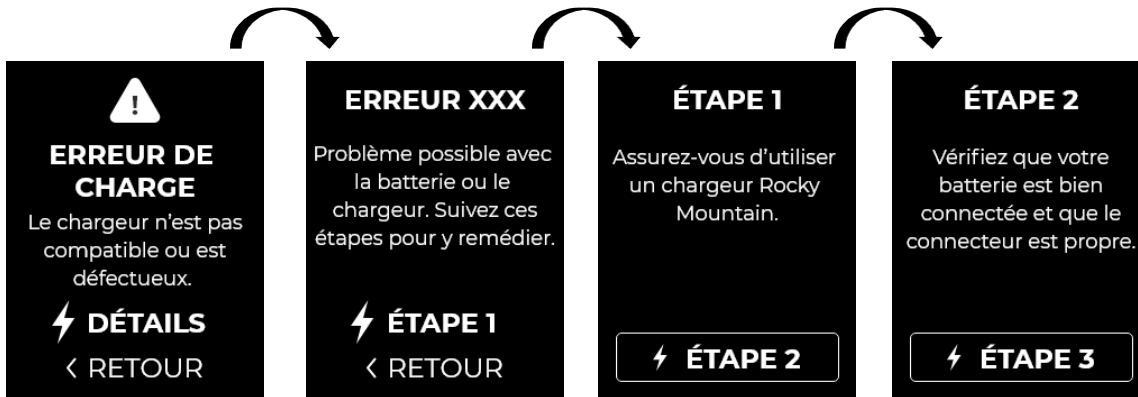 !
ERREUR DE
CHARGE
Le chargeur n’est pas
compatible ou est
défectueux.
DÉTAILS
< RETOUR
ERREUR XXX
Problème possible avec
la batterie ou le
chargeur. Suivez ces
étapes pour y remédier.
ÉTAPE 1
< RETOUR
ÉTAPE 1
Assurez-vous d’utiliser
un chargeur Rocky
Mountain.
ÉTAPE 2
ÉTAPE 2
Vérifiez que votre
batterie est bien
connectée et que le
connecteur est propre.
ÉTAPE 3